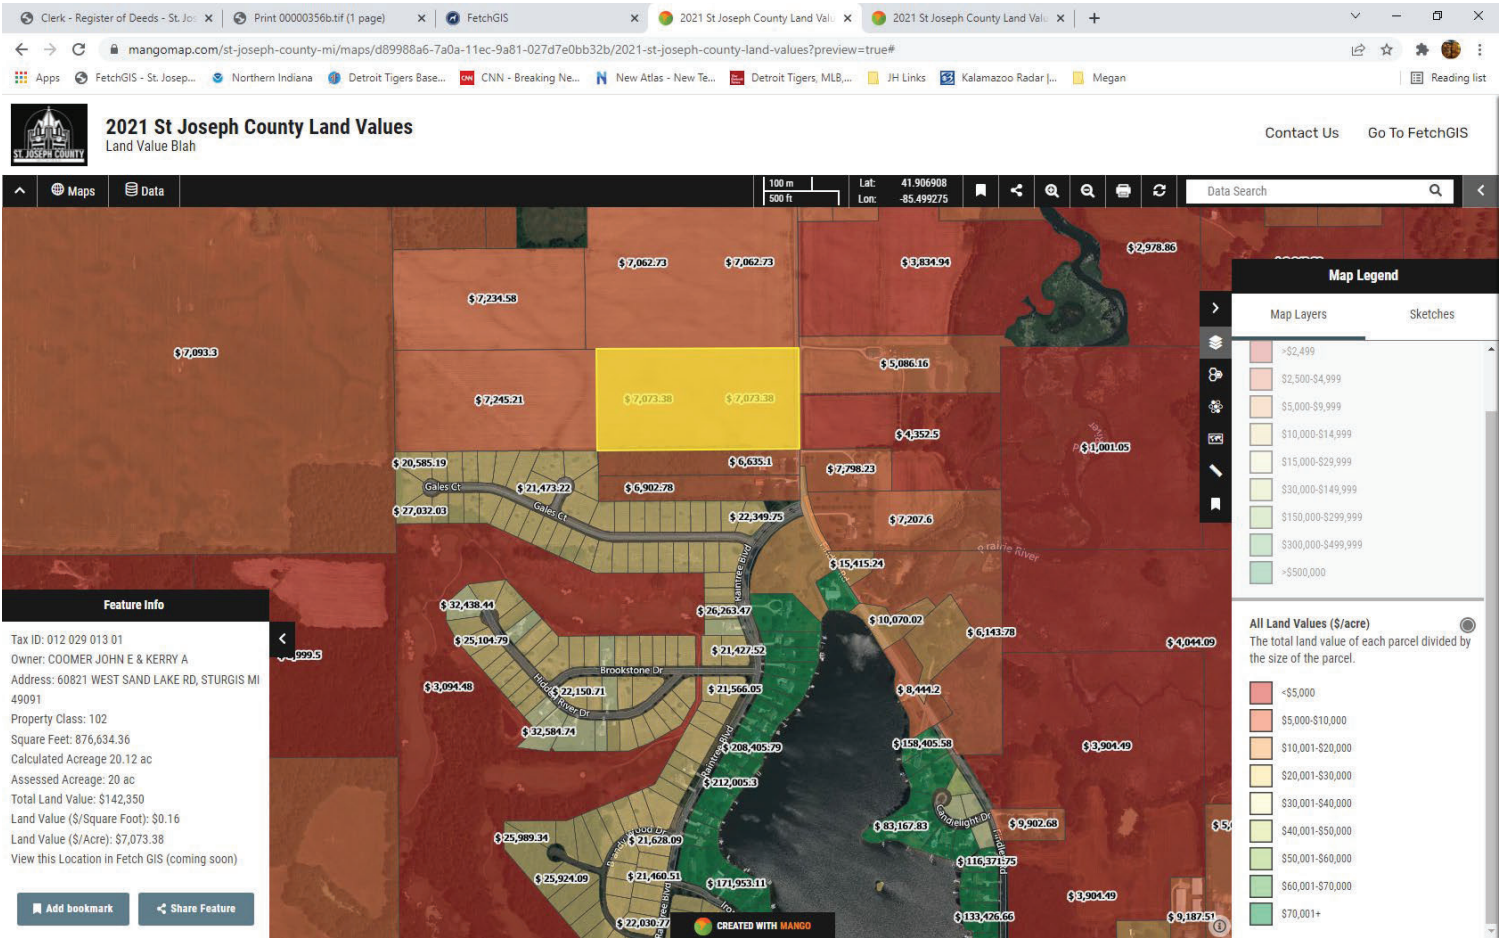 Clerk - Register of Deeds - St. Jos
Print 00000356b.tif (1 page)
FetchGIS
2021 St Joseph County Land Valu
2021 St Joseph County Land Valu
mangomap.com/st-joseph-county-mi/maps/d89988a6-7a0a-11ec-9a81-027d7e0bb32b/2021-st-joseph-county-land-values?preview=true#
Apps
FetchGIS - St. Josep...
Northern Indiana
Detroit Tigers Base...
CNN - Breaking Ne...
New Atlas - New Te...
Detroit Tigers, MLB,...
JH Links
Kalamazoo Radar |...
Megan
Reading list
ST. JOSEPH COUNTY
2021 St Joseph County Land Values
Land Value Blah
Contact Us
Go To FetchGIS
Maps
Data
100 m
500 ft
Lat: 41.906908
Lon: -85.499275
Data Search
$ 2,978.86
$ 7,062.73
$ 7,062.73
$ 3,834.94
$ 7,234.58
$ 7,093.3
$ 5,086.16
$ 7,245.21
$ 7,073.38
$ 7,073.38
$ 4,352.5
$ 1,001.05
$ 20,585.19
$ 6,635.1
$ 7,798.23
Gales Ct
$ 21,473.22
$ 6,902.78
$ 27,032.03
Gales Ct
$ 22,349.75
$ 7,207.6
Prairie River
Raintree Blvd
$ 15,415.24
$ 32,438.44
$ 26,263.47
$ 10,070.02
$ 25,104.79
$ 6,143.78
$ 4,044.09
$ 21,427.52
Brookstone Dr
$ 3,094.48
Hidden River Dr
$ 22,150.71
$ 21,566.05
$ 8,444.2
$ 32,584.74
Raintree Blvd
$ 208,405.79
$ 158,405.58
$ 3,904.49
$ 212,005.3
Candlelight Dr
$ 25,989.34
$ 21,628.09
$ 83,167.83
$ 9,902.68
$ 116,371.75
$ 25,924.09
$ 21,460.51
$ 171,953.11
$ 3,904.49
$ 22,030.77
$ 133,426.66
$ 9,187.51
CREATED WITH MANGO
Feature Info
Tax ID: 012 029 013 01
Owner: COOMER JOHN E & KERRY A
Address: 60821 WEST SAND LAKE RD, STURGIS MI
49091
Property Class: 102
Square Feet: 876,634.36
Calculated Acreage 20.12 ac
Assessed Acreage: 20 ac
Total Land Value: $142,350
Land Value ($/Square Foot): $0.16
Land Value ($/Acre): $7,073.38
View this Location in Fetch GIS (coming soon)
Add bookmark
Share Feature
Map Legend
Map Layers
Sketches
>$2,499
$2,500-$4,999
$5,000-$9,999
$10,000-$14,999
$15,000-$29,999
$30,000-$149,999
$150,000-$299,999
$300,000-$499,999
>$500,000
All Land Values ($/acre)
The total land value of each parcel divided by
the size of the parcel.
<$5,000
$5,000-$10,000
$10,001-$20,000
$20,001-$30,000
$30,001-$40,000
$40,001-$50,000
$50,001-$60,000
$60,001-$70,000
$70,001+